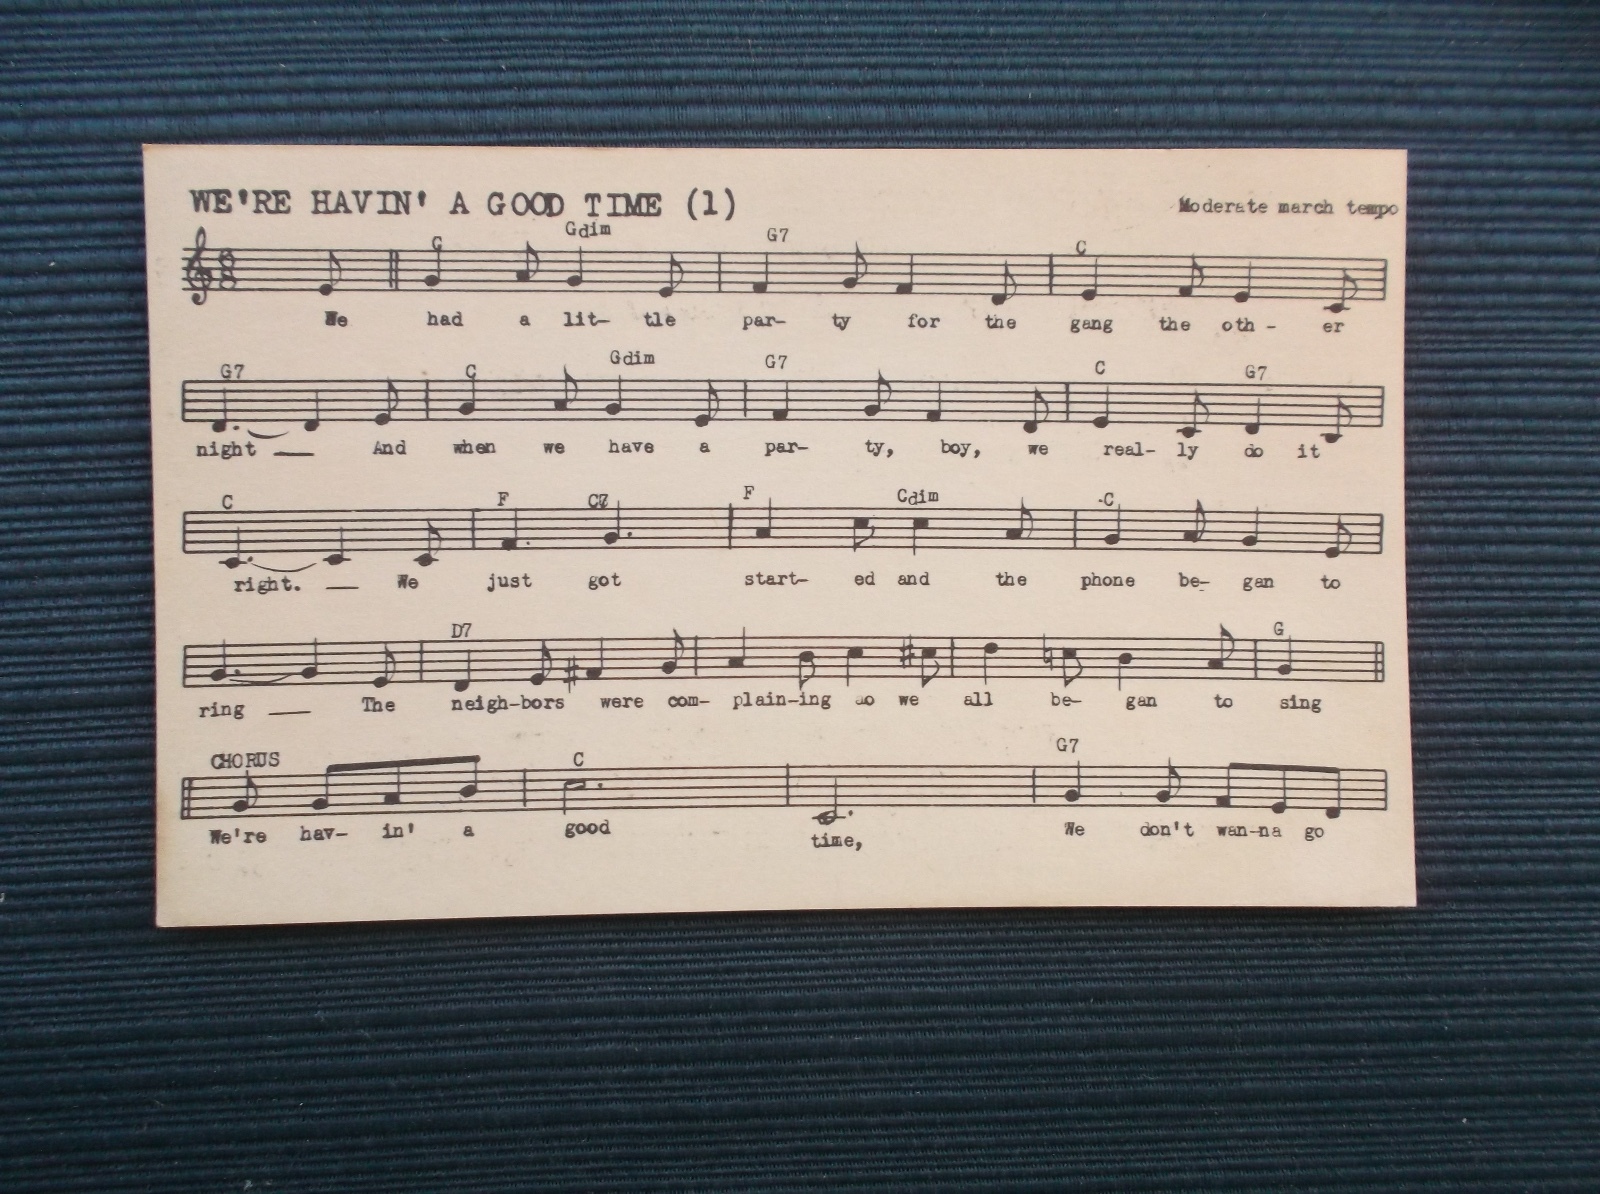 WE'RE HAVIN' A GOOD TIME (1) Moderate march tempo
C Gdim G7 C
We had a lit- tle par- ty for the gang the oth - er
G7 C Gdim G7 C G7
night — And when we have a par- ty, boy, we real- ly do it
C F C7 F Cdim C
right. — We just got start- ed and the phone be- gan to
D7 G
ring — The neigh-bors were com- plain-ing so we all be- gan to sing
CHORUS C G7
We're hav- in' a good time, We don't wan-na go